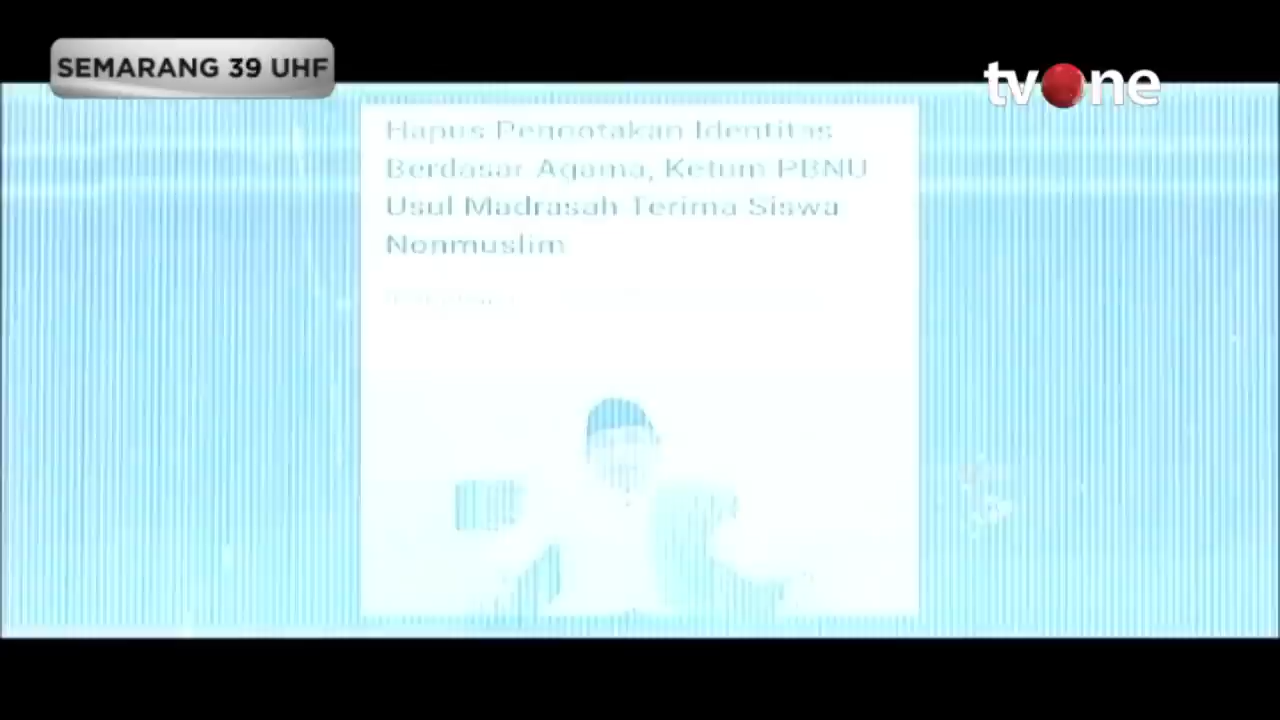 SEMARANG 39 UHF
tvOne
Hapus Pengotakan Identitas
Berdasar Agama, Ketum PBNU
Usul Madrasah Terima Siswa
Nonmuslim